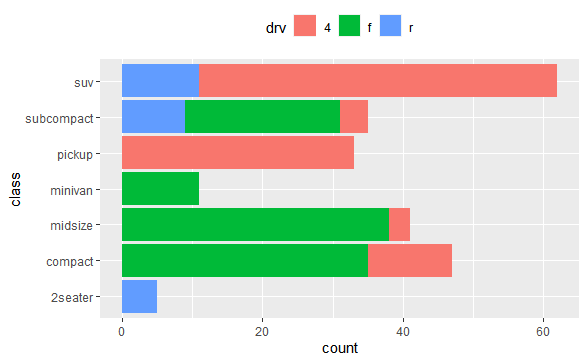 drv 4 f r
suv
subcompact
pickup
minivan
midsize
compact
2seater
class
0 20 40 60
count